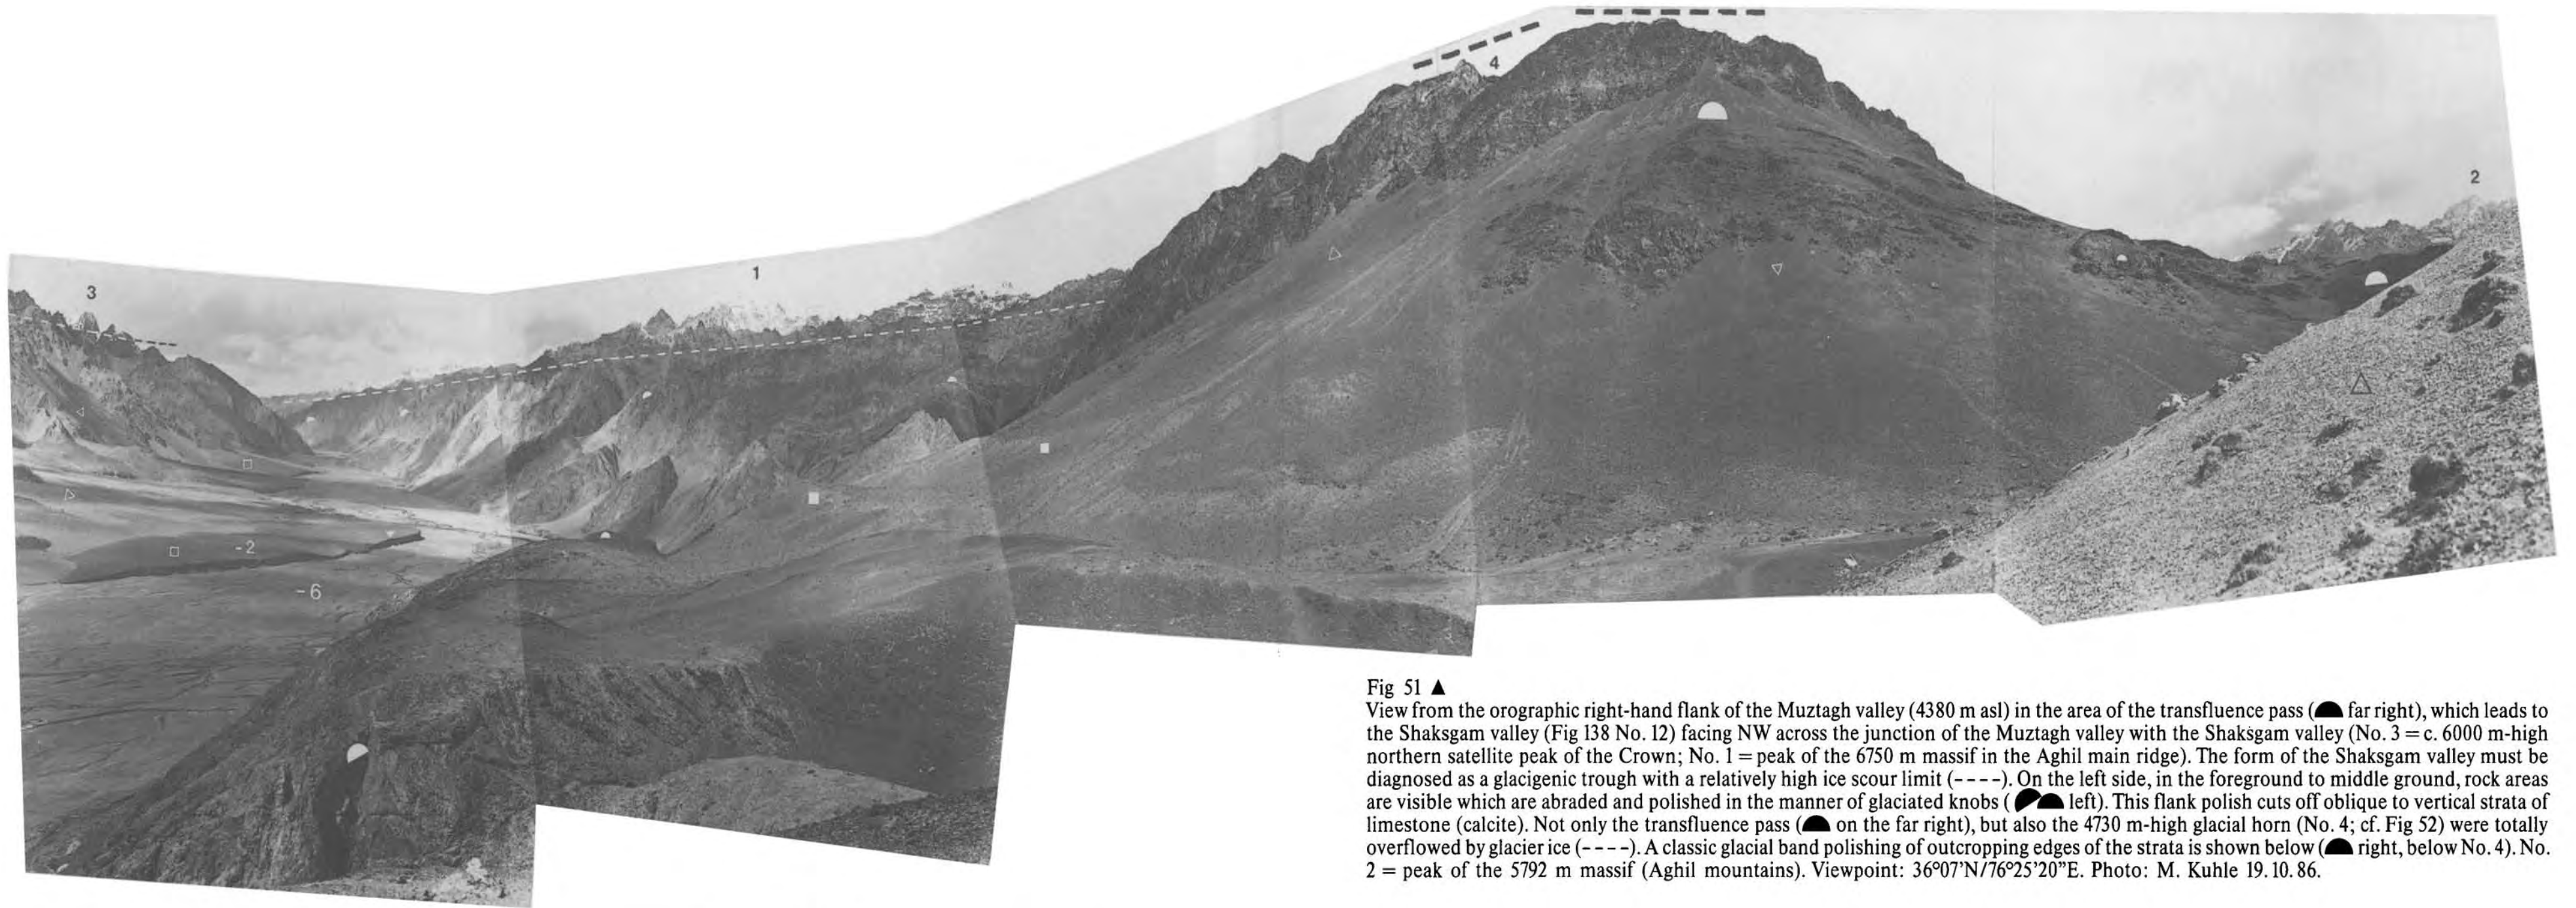 4
2
1
3
-2
-6
Fig 51 ▲
View from the orographic right-hand flank of the Muztagh valley (4380 m asl) in the area of the transfluence pass ( far right), which leads to
the Shaksgam valley (Fig 138 No. 12) facing NW across the junction of the Muztagh valley with the Shaksgam valley (No. 3 = c. 6000 m-high
northern satellite peak of the Crown; No. 1 = peak of the 6750 m massif in the Aghil main ridge). The form of the Shaksgam valley must be
diagnosed as a glacigenic trough with a relatively high ice scour limit (----). On the left side, in the foreground to middle ground, rock areas
are visible which are abraded and polished in the manner of glaciated knobs ( left). This flank polish cuts off oblique to vertical strata of
limestone (calcite). Not only the transfluence pass ( on the far right), but also the 4730 m-high glacial horn (No. 4; cf. Fig 52) were totally
overflowed by glacier ice (----). A classic glacial band polishing of outcropping edges of the strata is shown below ( right, below No. 4). No.
2 = peak of the 5792 m massif (Aghil mountains). Viewpoint: 36°07'N/76°25'20"E. Photo: M. Kuhle 19.10.86.